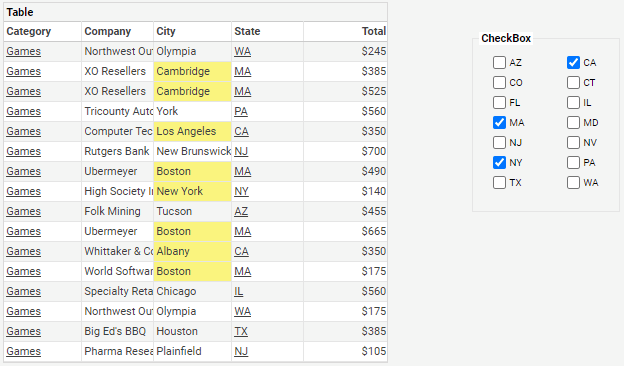 Table
Category Company City State Total
Games Northwest Out Olympia WA $245
Games XO Resellers Cambridge MA $385
Games XO Resellers Cambridge MA $525
Games Tricounty Auto York PA $560
Games Computer Tec Los Angeles CA $350
Games Rutgers Bank New Brunswick NJ $700
Games Ubermeyer Boston MA $490
Games High Society In New York NY $140
Games Folk Mining Tucson AZ $455
Games Ubermeyer Boston MA $665
Games Whittaker & Co Albany CA $350
Games World Softwar Boston MA $175
Games Specialty Reta Chicago IL $560
Games Northwest Out Olympia WA $175
Games Big Ed's BBQ Houston TX $385
Games Pharma Resea Plainfield NJ $105
CheckBox
AZ CA
CO CT
FL IL
MA MD
NJ NV
NY PA
TX WA